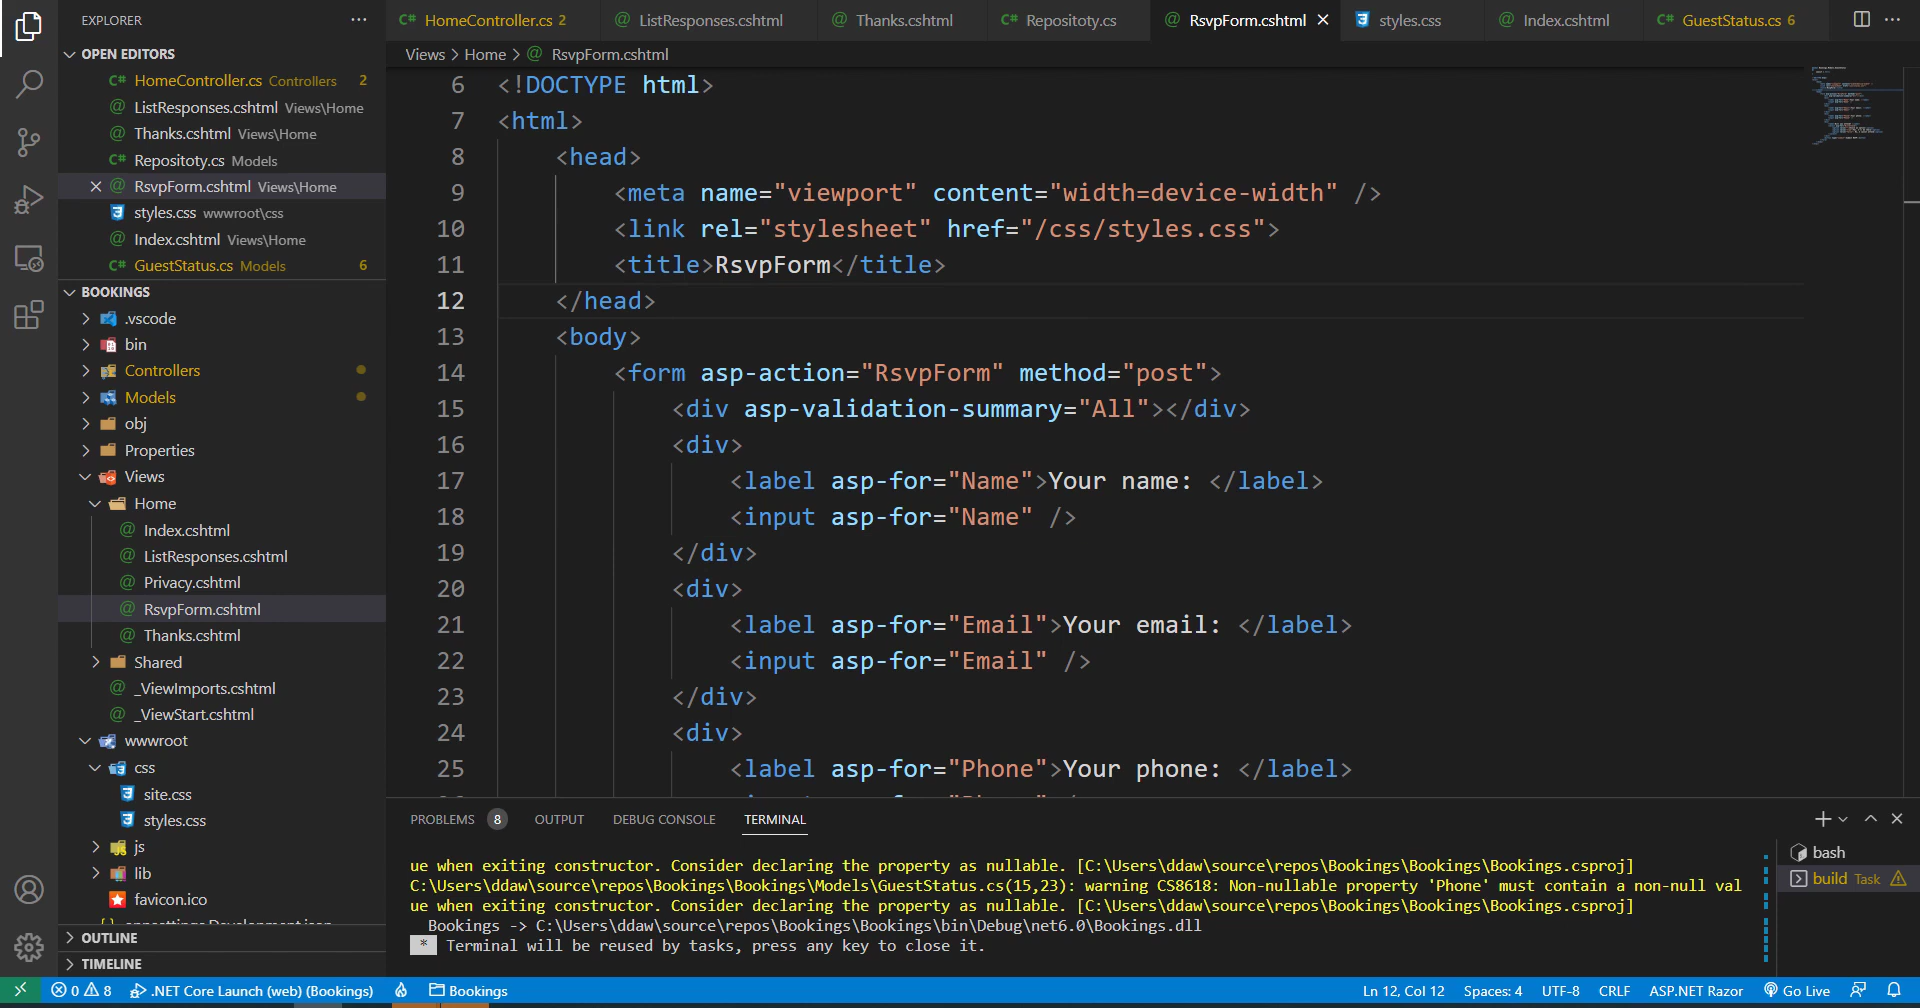 EXPLORER
OPEN EDITORS
C# HomeController.cs Controllers 2
@ ListResponses.cshtml Views\Home
@ Thanks.cshtml Views\Home
C# Repositoty.cs Models
@ RsvpForm.cshtml Views\Home
styles.css wwwroot\css
@ Index.cshtml Views\Home
C# GuestStatus.cs Models 6
BOOKINGS
.vscode
bin
Controllers
Models
obj
Properties
Views
Home
@ Index.cshtml
@ ListResponses.cshtml
@ Privacy.cshtml
@ RsvpForm.cshtml
@ Thanks.cshtml
Shared
@ _ViewImports.cshtml
@ _ViewStart.cshtml
wwwroot
css
site.css
styles.css
js
lib
favicon.ico
OUTLINE
TIMELINE
C# HomeController.cs 2 @ ListResponses.cshtml @ Thanks.cshtml C# Repositoty.cs @ RsvpForm.cshtml styles.css @ Index.cshtml C# GuestStatus.cs 6
Views > Home > @ RsvpForm.cshtml
6 <!DOCTYPE html>
7 <html>
8 <head>
9 <meta name="viewport" content="width=device-width" />
10 <link rel="stylesheet" href="/css/styles.css">
11 <title>RsvpForm</title>
12 </head>
13 <body>
14 <form asp-action="RsvpForm" method="post">
15 <div asp-validation-summary="All"></div>
16 <div>
17 <label asp-for="Name">Your name: </label>
18 <input asp-for="Name" />
19 </div>
20 <div>
21 <label asp-for="Email">Your email: </label>
22 <input asp-for="Email" />
23 </div>
24 <div>
25 <label asp-for="Phone">Your phone: </label>
PROBLEMS 8 OUTPUT DEBUG CONSOLE TERMINAL
ue when exiting constructor. Consider declaring the property as nullable. [C:\Users\ddaw\source\repos\Bookings\Bookings\Bookings.csproj]
C:\Users\ddaw\source\repos\Bookings\Bookings\Models\GuestStatus.cs(15,23): warning CS8618: Non-nullable property 'Phone' must contain a non-null val
ue when exiting constructor. Consider declaring the property as nullable. [C:\Users\ddaw\source\repos\Bookings\Bookings\Bookings.csproj]
Bookings -> C:\Users\ddaw\source\repos\Bookings\Bookings\bin\Debug\net6.0\Bookings.dll
* Terminal will be reused by tasks, press any key to close it.
bash
build Task
0 8 .NET Core Launch (web) (Bookings) Bookings Ln 12, Col 12 Spaces: 4 UTF-8 CRLF ASP.NET Razor Go Live